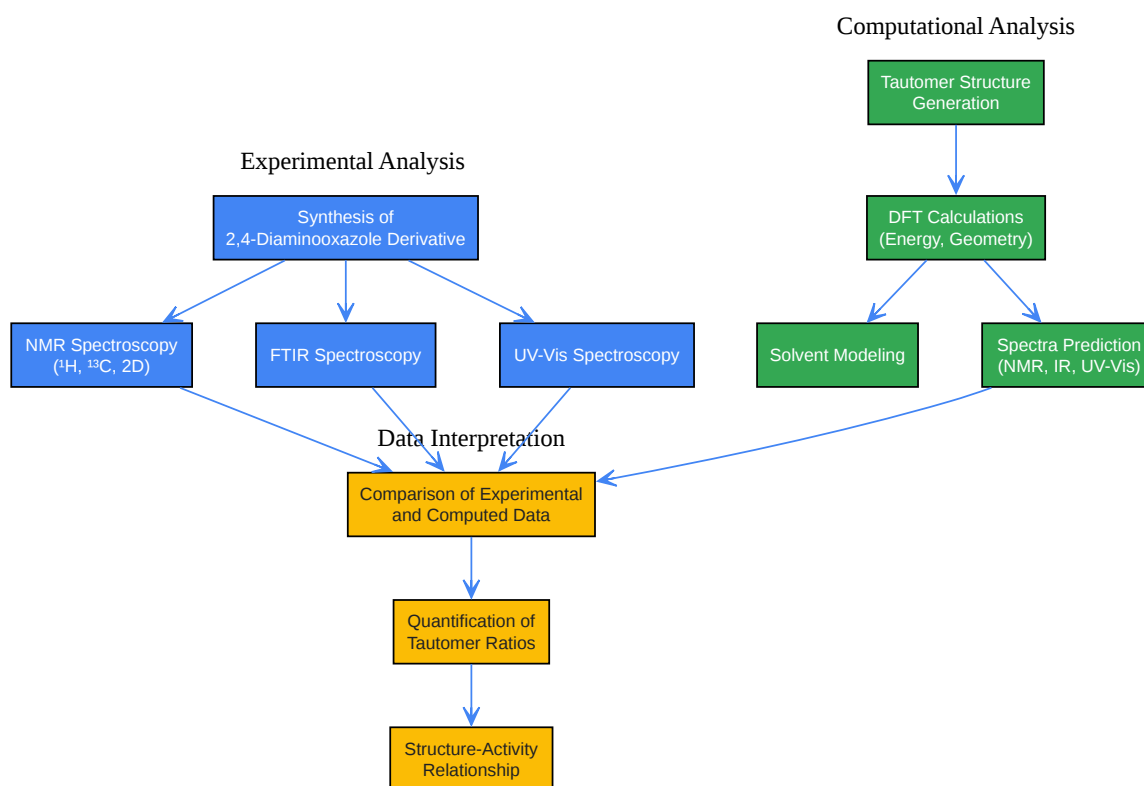 Computational Analysis
Tautomer Structure
Generation
Experimental Analysis
Synthesis of
2,4-Diaminooxazole Derivative
DFT Calculations
(Energy, Geometry)
NMR Spectroscopy
(¹H, ¹³C, 2D)
FTIR Spectroscopy
UV-Vis Spectroscopy
Solvent Modeling
Spectra Prediction
(NMR, IR, UV-Vis)
Data Interpretation
Comparison of Experimental
and Computed Data
Quantification of
Tautomer Ratios
Structure-Activity
Relationship